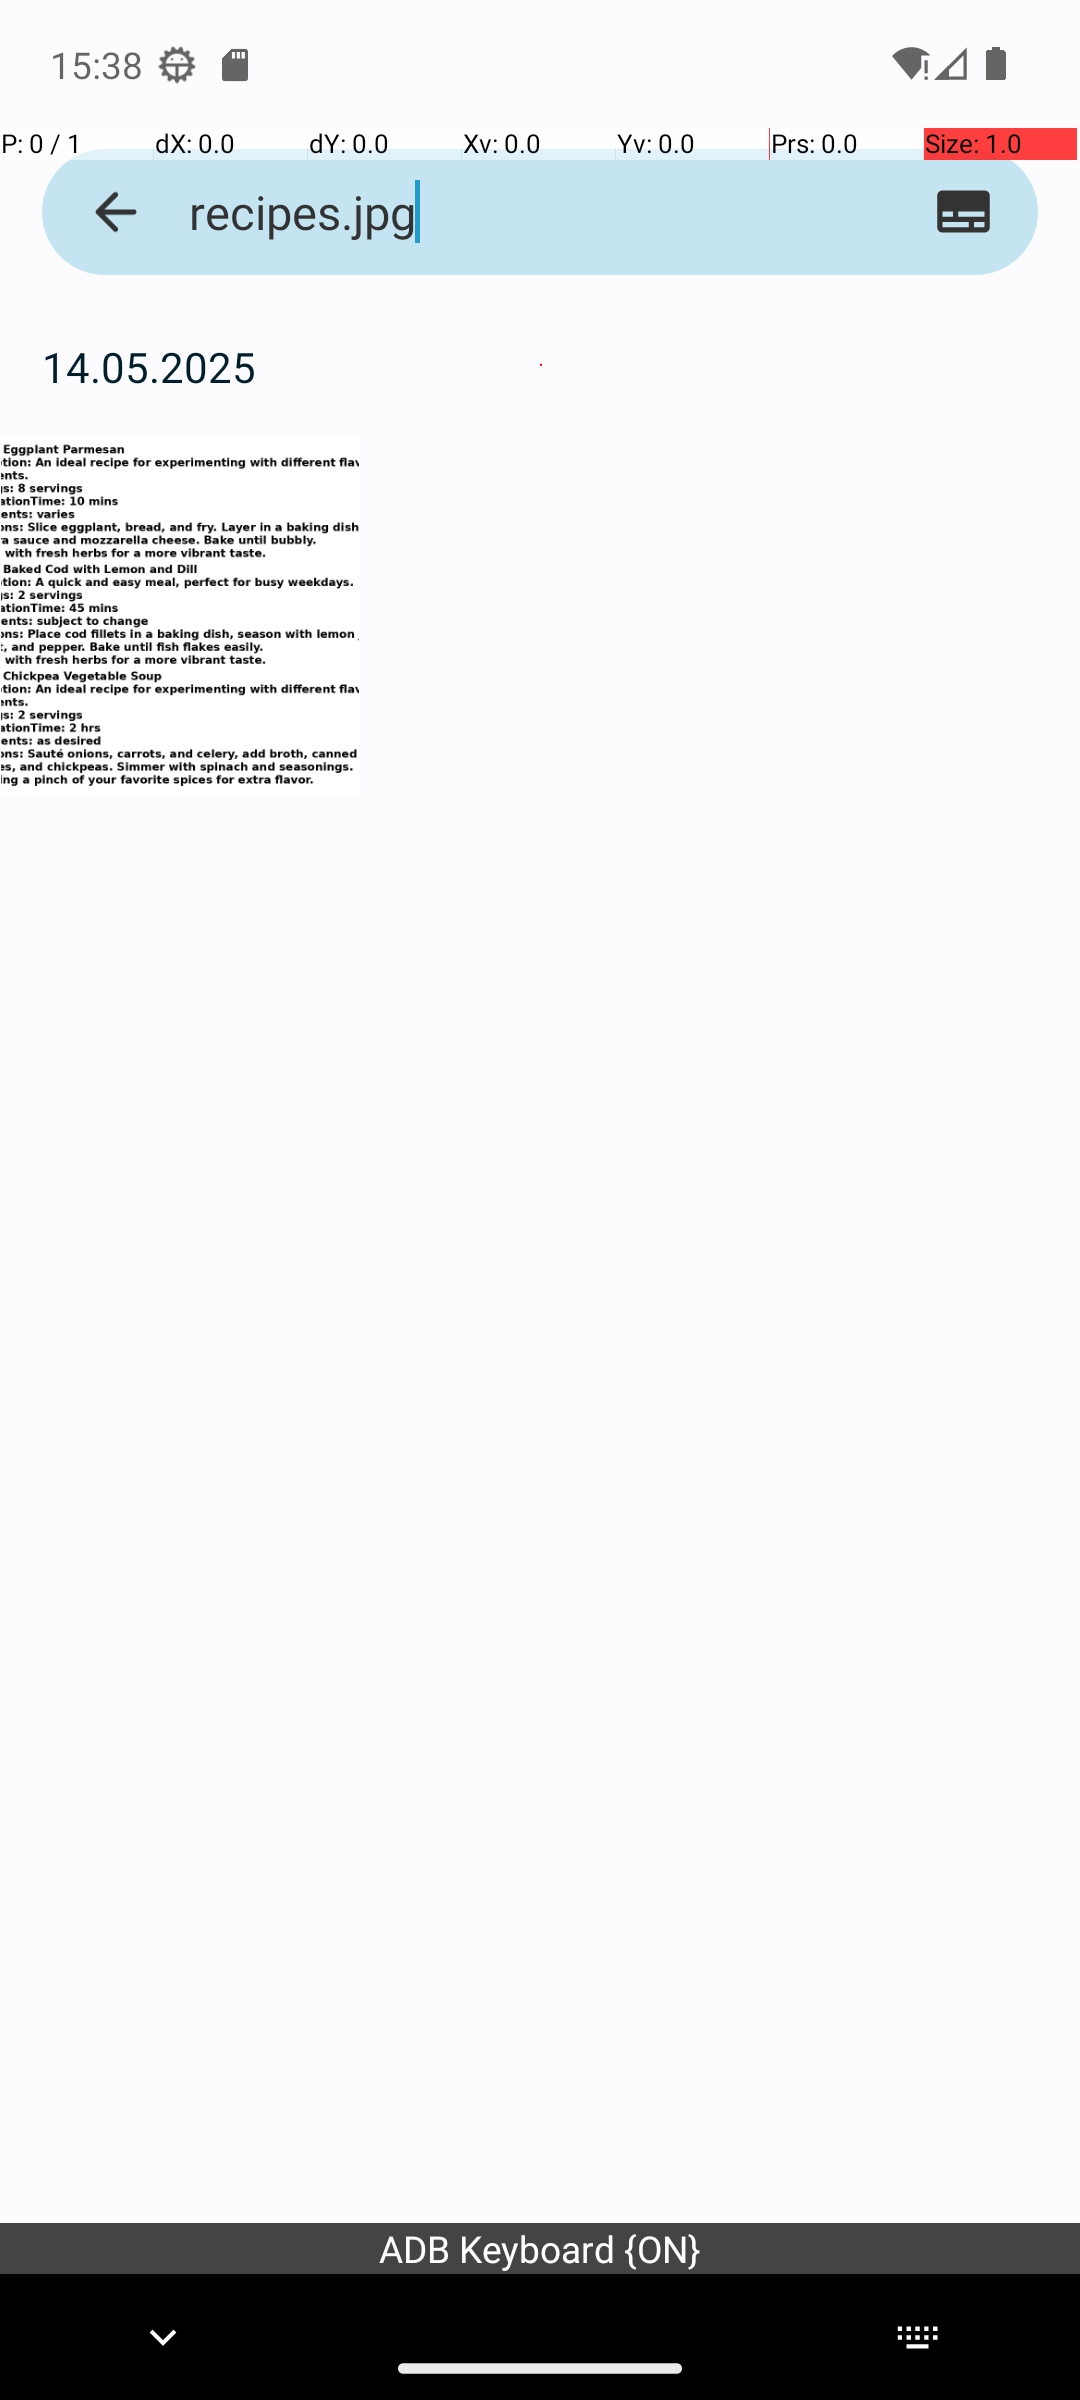 15:38
P: 0 / 1 dX: 0.0 dY: 0.0 Xv: 0.0 Yv: 0.0 Prs: 0.0 Size: 1.0
recipes.jpg
14.05.2025
Eggplant Parmesan
tion: An ideal recipe for experimenting with different flav
ents.
gs: 8 servings
ationTime: 10 mins
ents: varies
ons: Slice eggplant, bread, and fry. Layer in a baking dish
a sauce and mozzarella cheese. Bake until bubbly.
with fresh herbs for a more vibrant taste.
Baked Cod with Lemon and Dill
tion: A quick and easy meal, perfect for busy weekdays.
gs: 2 servings
ationTime: 45 mins
ents: subject to change
ons: Place cod fillets in a baking dish, season with lemon
, and pepper. Bake until fish flakes easily.
with fresh herbs for a more vibrant taste.
Chickpea Vegetable Soup
tion: An ideal recipe for experimenting with different flav
ents.
gs: 2 servings
ationTime: 2 hrs
ents: as desired
ons: Sauté onions, carrots, and celery, add broth, canned
es, and chickpeas. Simmer with spinach and seasonings.
ing a pinch of your favorite spices for extra flavor.
ADB Keyboard {ON}